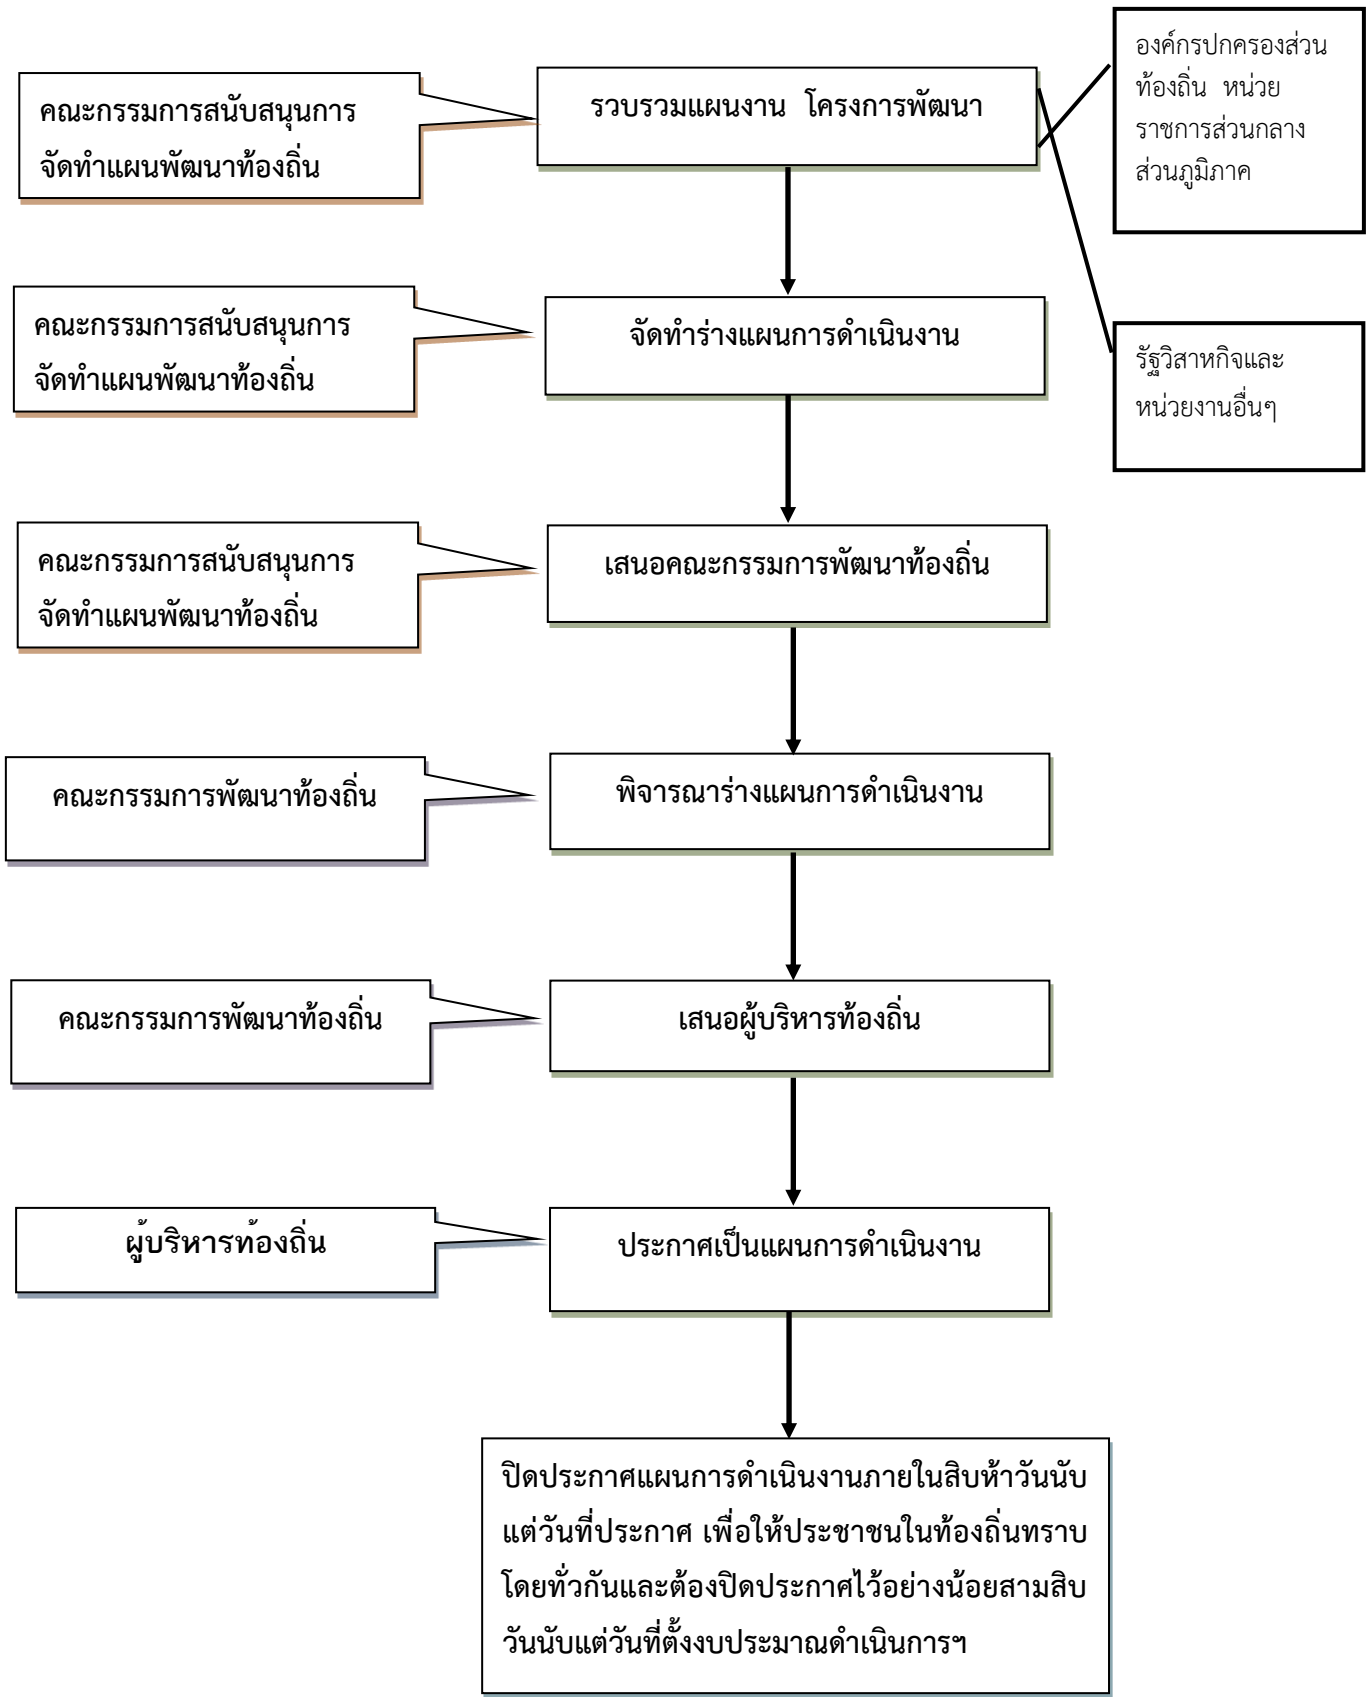 คณะกรรมการสนับสนุนการ
จัดทำแผนพัฒนาท้องถิ่น
รวบรวมแผนงาน โครงการพัฒนา
องค์กรปกครองส่วน
ท้องถิ่น หน่วย
ราชการส่วนกลาง
ส่วนภูมิภาค
คณะกรรมการสนับสนุนการ
จัดทำแผนพัฒนาท้องถิ่น
จัดทำร่างแผนการดำเนินงาน
รัฐวิสาหกิจและ
หน่วยงานอื่นๆ
คณะกรรมการสนับสนุนการ
จัดทำแผนพัฒนาท้องถิ่น
เสนอคณะกรรมการพัฒนาท้องถิ่น
คณะกรรมการพัฒนาท้องถิ่น
พิจารณาร่างแผนการดำเนินงาน
คณะกรรมการพัฒนาท้องถิ่น
เสนอผู้บริหารท้องถิ่น
ผู้บริหารท้องถิ่น
ประกาศเป็นแผนการดำเนินงาน
ปิดประกาศแผนการดำเนินงานภายในสิบห้าวันนับ
แต่วันที่ประกาศ เพื่อให้ประชาชนในท้องถิ่นทราบ
โดยทั่วกันและต้องปิดประกาศไว้อย่างน้อยสามสิบ
วันนับแต่วันที่ตั้งงบประมาณดำเนินการฯ